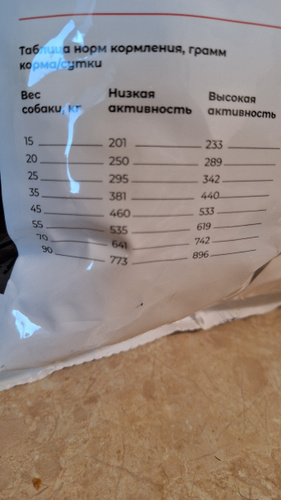 Таблица норм кормления, грамм
корма/сутки
Вес Низкая Высокая
собаки, кг активность активность
15 201 233
20 250 289
25 295 342
35 381 440
45 460 533
55 535 619
70 641 742
90 773 896